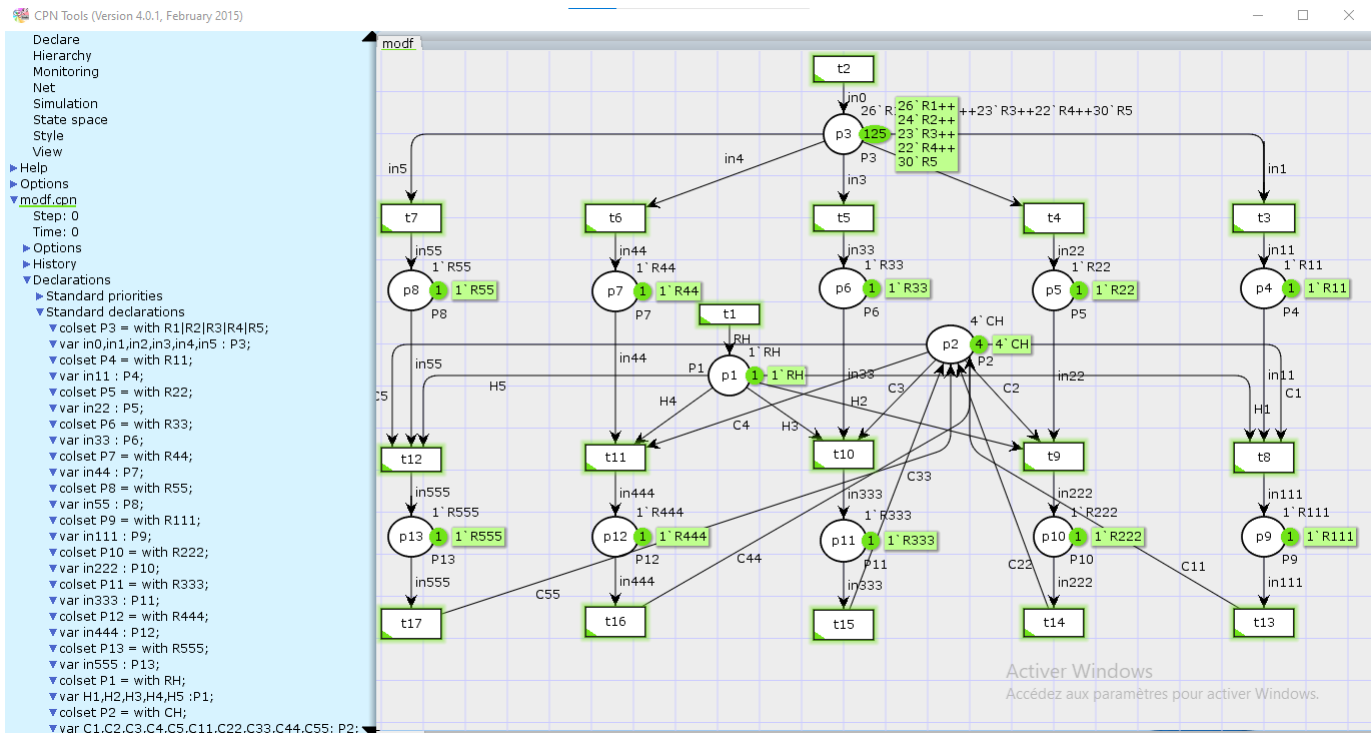 CPN Tools (Version 4.0.1, February 2015)
Declare
Hierarchy
Monitoring
Net
Simulation
State space
Style
View
Help
Options
modf.cpn
Step: 0
Time: 0
Options
History
Declarations
Standard priorities
Standard declarations
colset P3 = with R1|R2|R3|R4|R5;
var in0,in1,in2,in3,in4,in5 : P3;
colset P4 = with R11;
var in11 : P4;
colset P5 = with R22;
var in22 : P5;
colset P6 = with R33;
var in33 : P6;
colset P7 = with R44;
var in44 : P7;
colset P8 = with R55;
var in55 : P8;
colset P9 = with R111;
var in111 : P9;
colset P10 = with R222;
var in222 : P10;
colset P11 = with R333;
var in333 : P11;
colset P12 = with R444;
var in444 : P12;
colset P13 = with R555;
var in555 : P13;
colset P1 = with RH;
var H1,H2,H3,H4,H5 :P1;
colset P2 = with CH;
var C1,C2,C3,C4,C5,C11,C22,C33,C44,C55: P2;
modf
t2
in0
26`R1 ++23`R3++22`R4++30`R5
26`R1++
24`R2++
23`R3++
22`R4++
30`R5
p3 125
P3
in5 in4 in3 in1
t7 t6 t5 t4 t3
in55 in44 in33 in22 in11
1`R55 1`R44 1`R33 1`R22 1`R11
p8 1 1`R55 p7 1 1`R44 p6 1 1`R33 p5 1 1`R22 p4 1 1`R11
P8 P7 P6 P5 P4
t1
RH
4`CH
p2 4 4`CH
P2
1`RH
P1 p1 1 1`RH
in55 in44 in33 in22 in11
C5 H5 H4 C4 H3 H2 C3 C2 H1 C1
t12 t11 t10 t9 t8
C33
in555 in444 in333 in222 in111
1`R555 1`R444 1`R333 1`R222 1`R111
p13 1 1`R555 p12 1 1`R444 p11 1 1`R333 p10 1 1`R222 p9 1 1`R111
P13 P12 P11 P10 P9
C44 C22 C11
in555 in444 in333 in222 in111
C55
t17 t16 t15 t14 t13
Activer Windows
Accédez aux paramètres pour activer Windows.